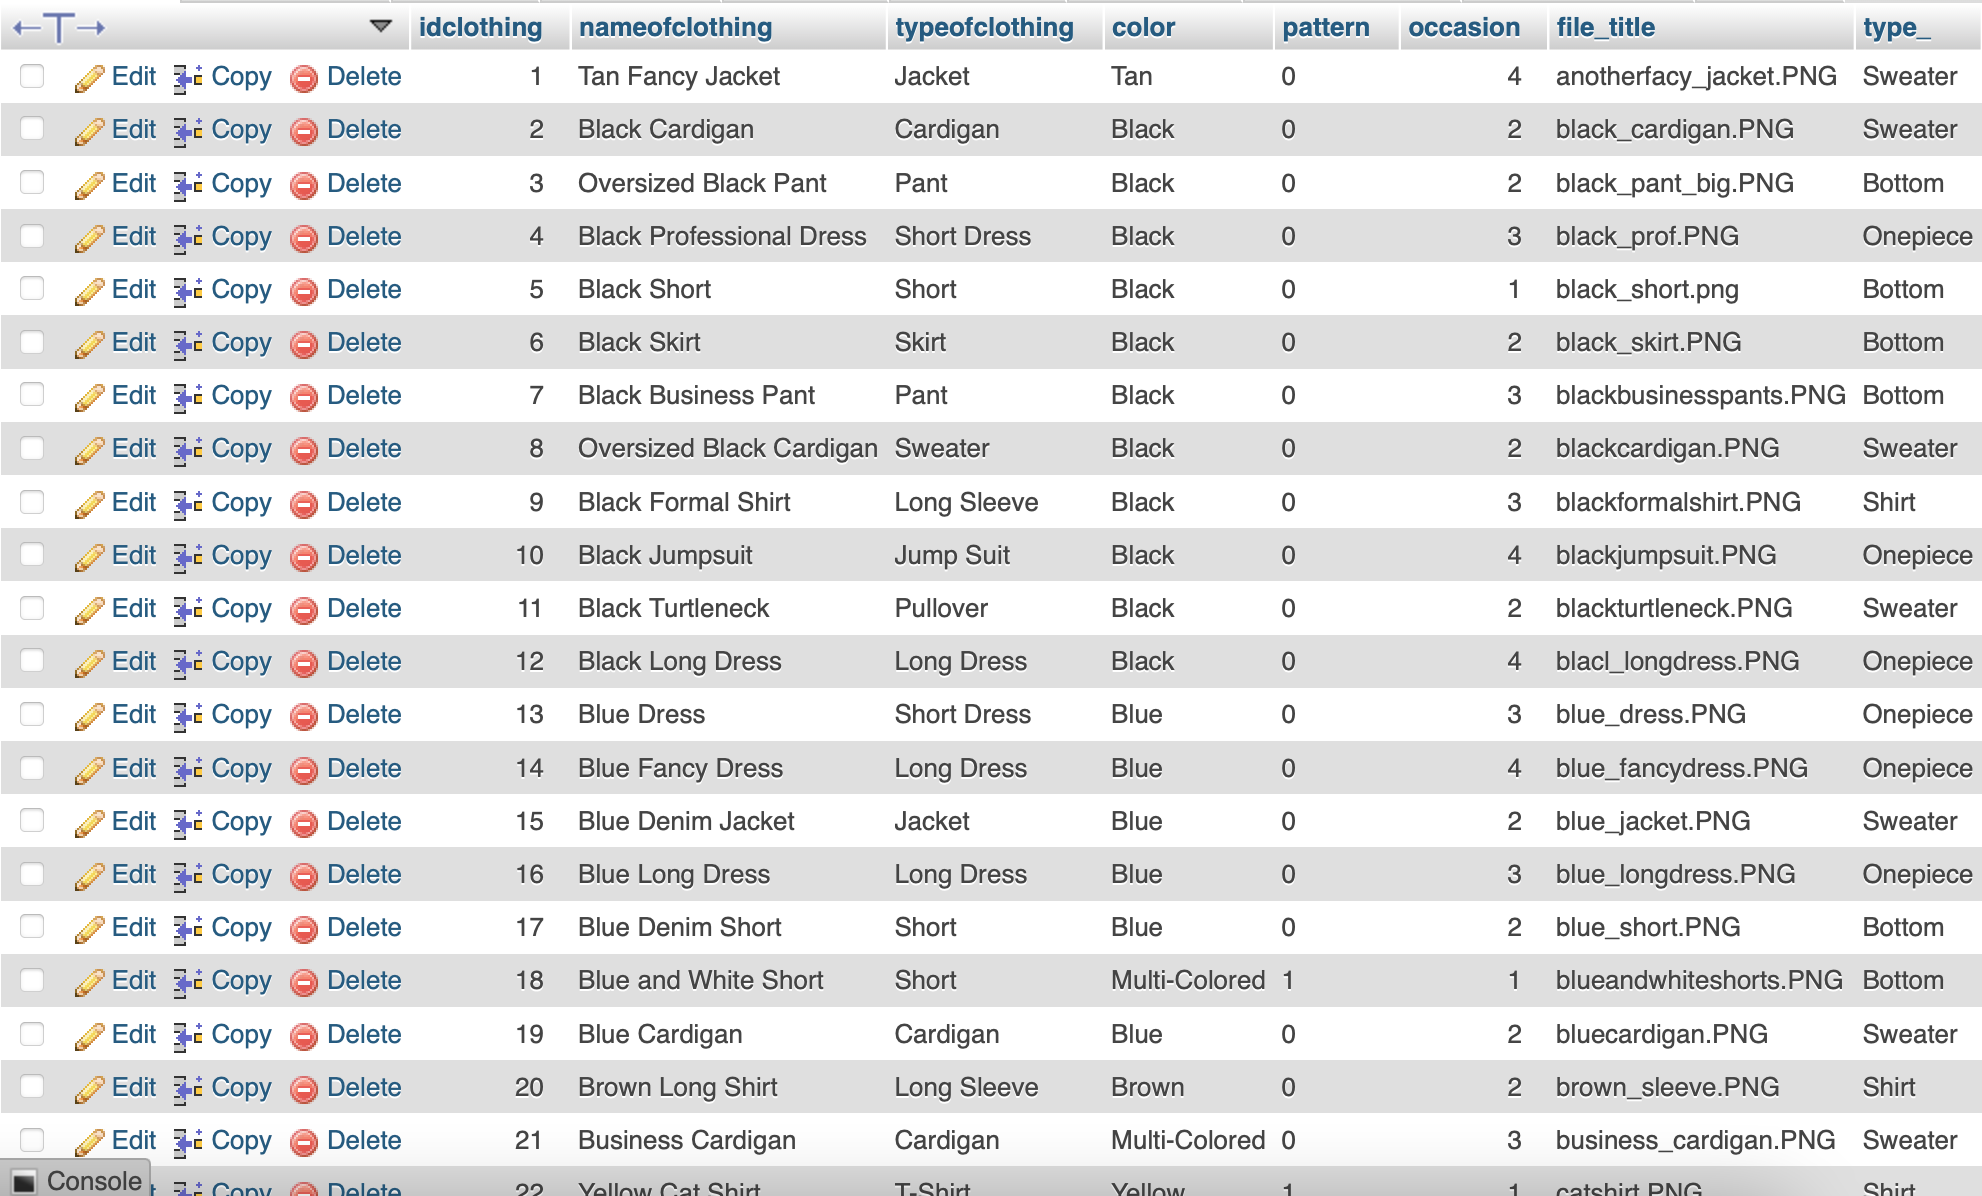 idclothing nameofclothing typeofclothing color pattern occasion file_title type_
Edit Copy Delete 1 Tan Fancy Jacket Jacket Tan 0 4 anotherfacy_jacket.PNG Sweater
Edit Copy Delete 2 Black Cardigan Cardigan Black 0 2 black_cardigan.PNG Sweater
Edit Copy Delete 3 Oversized Black Pant Pant Black 0 2 black_pant_big.PNG Bottom
Edit Copy Delete 4 Black Professional Dress Short Dress Black 0 3 black_prof.PNG Onepiece
Edit Copy Delete 5 Black Short Short Black 0 1 black_short.png Bottom
Edit Copy Delete 6 Black Skirt Skirt Black 0 2 black_skirt.PNG Bottom
Edit Copy Delete 7 Black Business Pant Pant Black 0 3 blackbusinesspants.PNG Bottom
Edit Copy Delete 8 Oversized Black Cardigan Sweater Black 0 2 blackcardigan.PNG Sweater
Edit Copy Delete 9 Black Formal Shirt Long Sleeve Black 0 3 blackformalshirt.PNG Shirt
Edit Copy Delete 10 Black Jumpsuit Jump Suit Black 0 4 blackjumpsuit.PNG Onepiece
Edit Copy Delete 11 Black Turtleneck Pullover Black 0 2 blackturtleneck.PNG Sweater
Edit Copy Delete 12 Black Long Dress Long Dress Black 0 4 blacl_longdress.PNG Onepiece
Edit Copy Delete 13 Blue Dress Short Dress Blue 0 3 blue_dress.PNG Onepiece
Edit Copy Delete 14 Blue Fancy Dress Long Dress Blue 0 4 blue_fancydress.PNG Onepiece
Edit Copy Delete 15 Blue Denim Jacket Jacket Blue 0 2 blue_jacket.PNG Sweater
Edit Copy Delete 16 Blue Long Dress Long Dress Blue 0 3 blue_longdress.PNG Onepiece
Edit Copy Delete 17 Blue Denim Short Short Blue 0 2 blue_short.PNG Bottom
Edit Copy Delete 18 Blue and White Short Short Multi-Colored 1 1 blueandwhiteshorts.PNG Bottom
Edit Copy Delete 19 Blue Cardigan Cardigan Blue 0 2 bluecardigan.PNG Sweater
Edit Copy Delete 20 Brown Long Shirt Long Sleeve Brown 0 2 brown_sleeve.PNG Shirt
Edit Copy Delete 21 Business Cardigan Cardigan Multi-Colored 0 3 business_cardigan.PNG Sweater
Console Copy Delete 22 Yellow Cat Shirt T-Shirt Yellow 1 1 catshirt.PNG Shirt